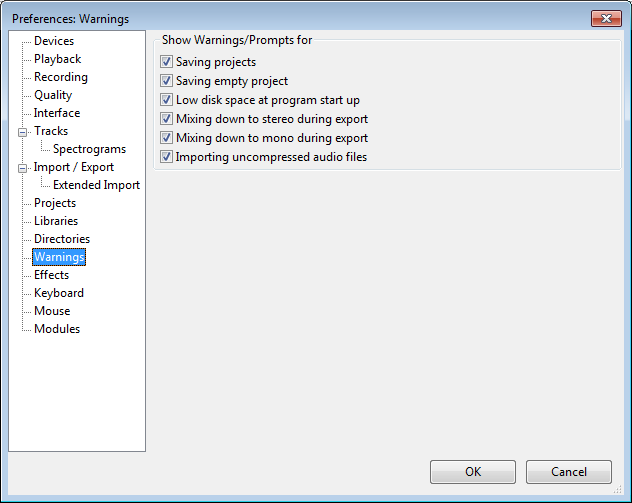 Preferences: Warnings
Devices
Playback
Recording
Quality
Interface
Tracks
Spectrograms
Import / Export
Extended Import
Projects
Libraries
Directories
Warnings
Effects
Keyboard
Mouse
Modules
Show Warnings/Prompts for
Saving projects
Saving empty project
Low disk space at program start up
Mixing down to stereo during export
Mixing down to mono during export
Importing uncompressed audio files
OK
Cancel